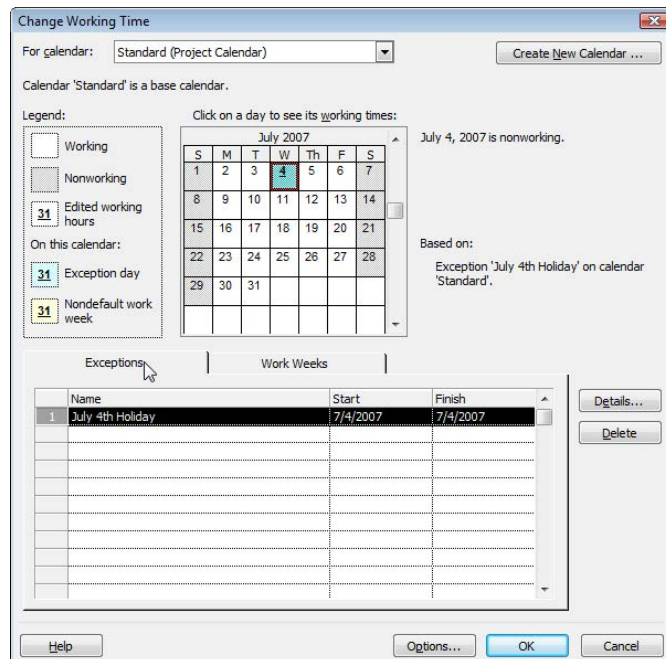 Change Working Time
For calendar: Standard (Project Calendar)
Create New Calendar ...
Calendar 'Standard' is a base calendar.
Legend:
Working
Nonworking
31 Edited working hours
On this calendar:
31 Exception day
31 Nondefault work week
Click on a day to see its working times:
July 2007
S M T W Th F S
1 2 3 4 5 6 7
8 9 10 11 12 13 14
15 16 17 18 19 20 21
22 23 24 25 26 27 28
29 30 31
July 4, 2007 is nonworking.
Based on:
Exception 'July 4th Holiday' on calendar
'Standard'.
Exceptions
Work Weeks
Name Start Finish
1 July 4th Holiday 7/4/2007 7/4/2007
Details...
Delete
Help
Options...
OK
Cancel